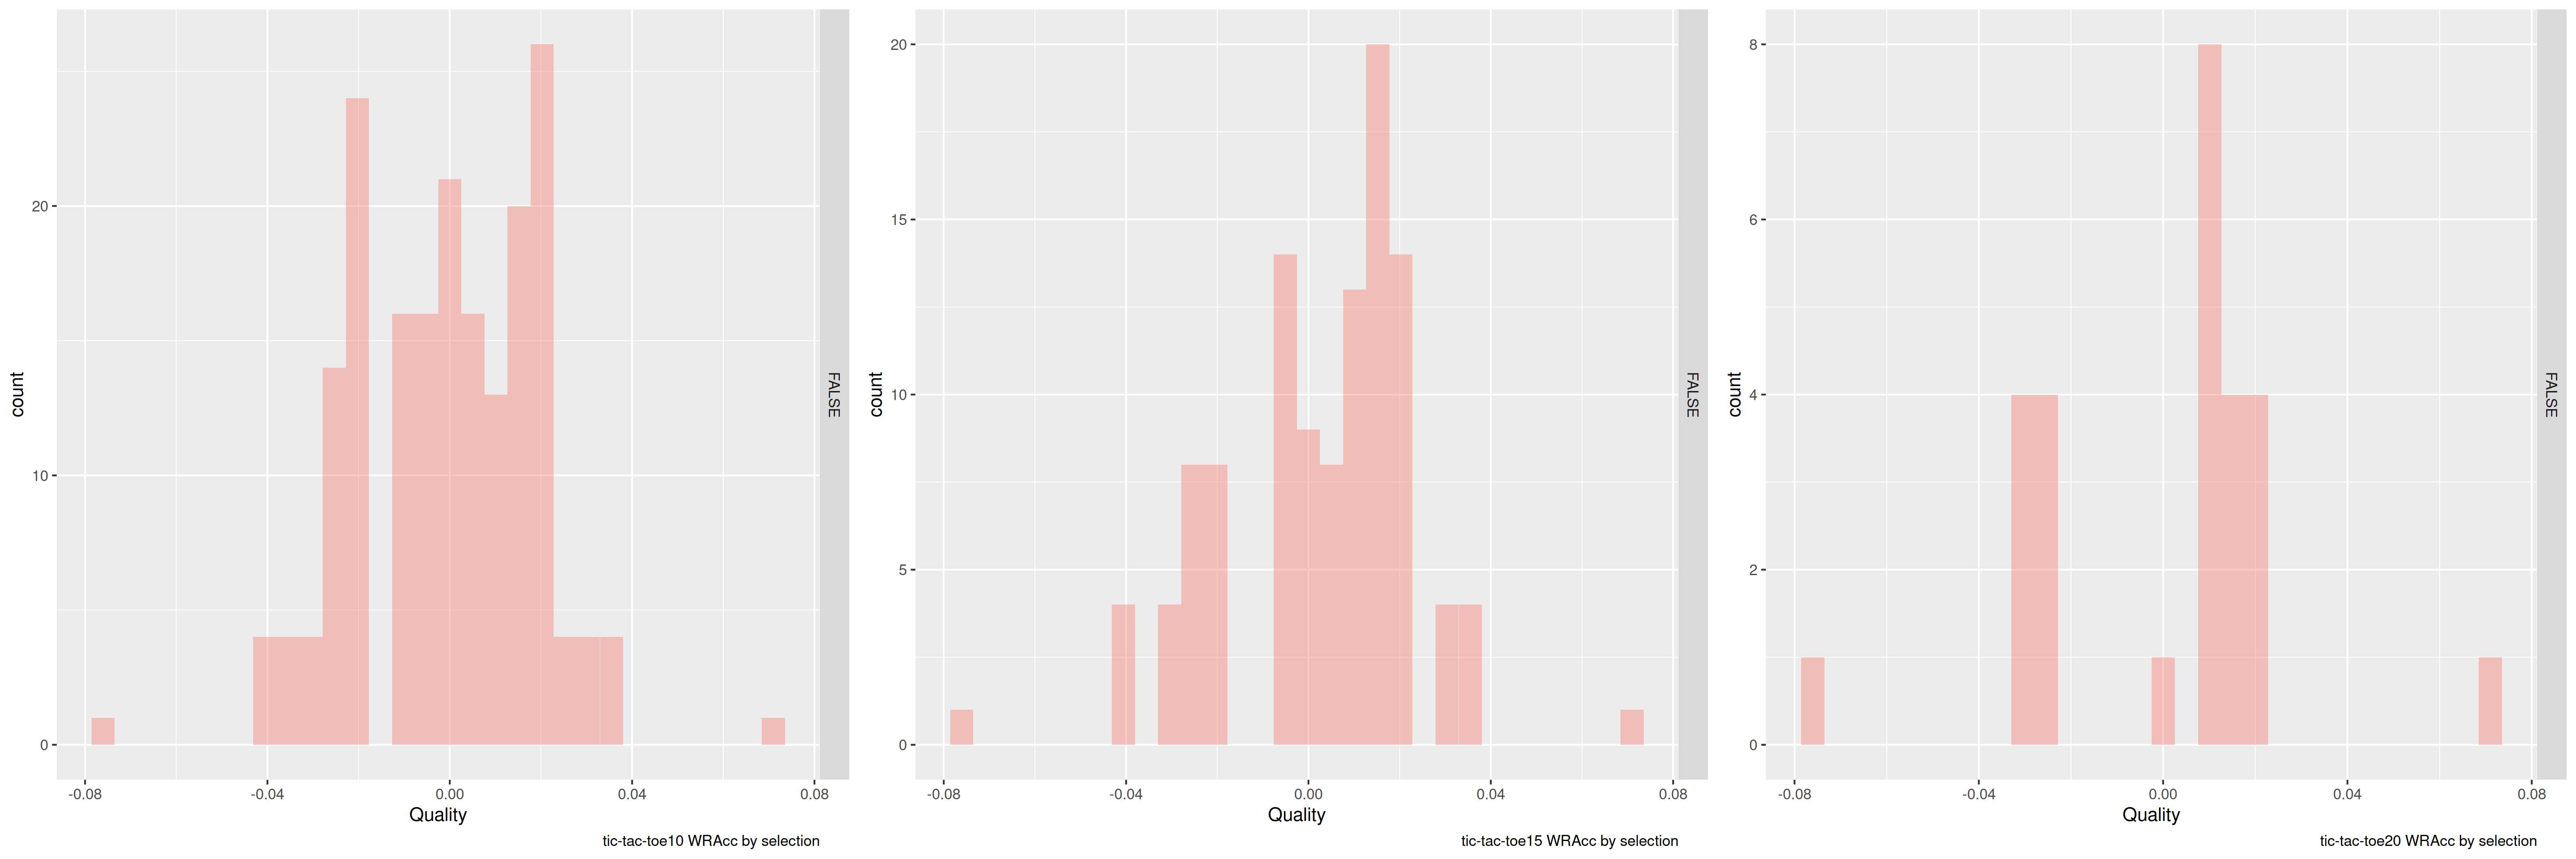 count
20
10
0
-0.08 -0.04 0.00 0.04 0.08
Quality
FALSE
tic-tac-toe10 WRAcc by selection
count
20
15
10
5
0
-0.08 -0.04 0.00 0.04 0.08
Quality
FALSE
tic-tac-toe15 WRAcc by selection
count
8
6
4
2
0
-0.08 -0.04 0.00 0.04 0.08
Quality
FALSE
tic-tac-toe20 WRAcc by selection